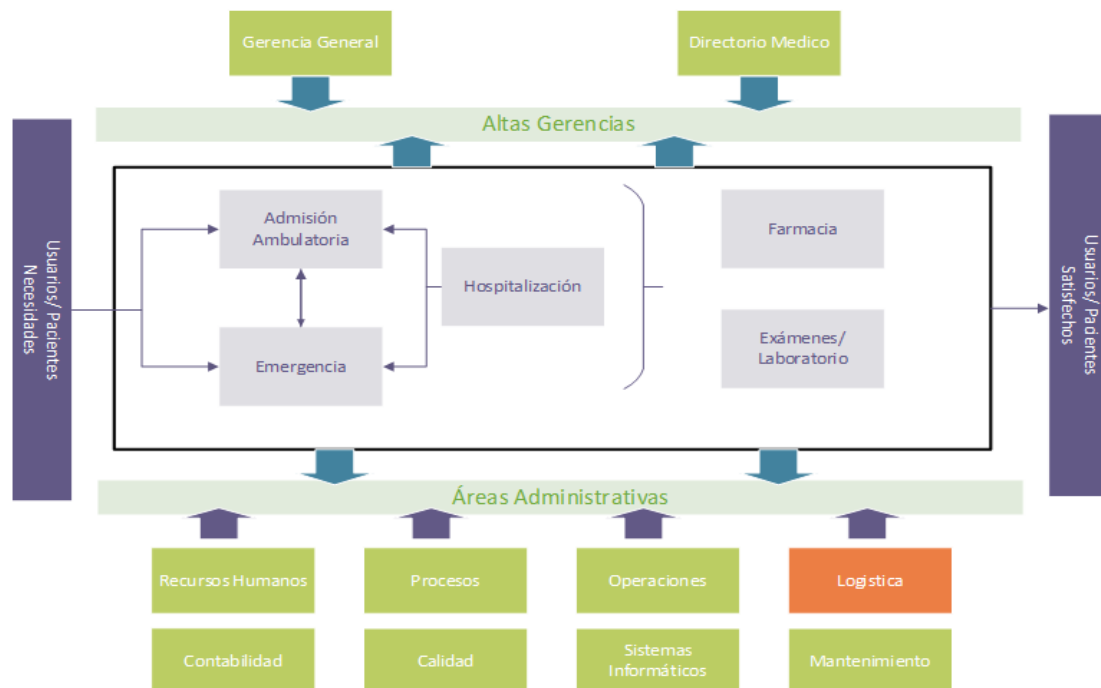 Gerencia General
Directorio Medico
Altas Gerencias
Usuarios/ Pacientes
Necesidades
Admisión
Ambulatoria
Hospitalización
Emergencia
Farmacia
Exámenes/
Laboratorio
Usuarios/ Pacientes
Satisfechos
Áreas Administrativas
Recursos Humanos
Procesos
Operaciones
Logistica
Contabilidad
Calidad
Sistemas
Informáticos
Mantenimiento